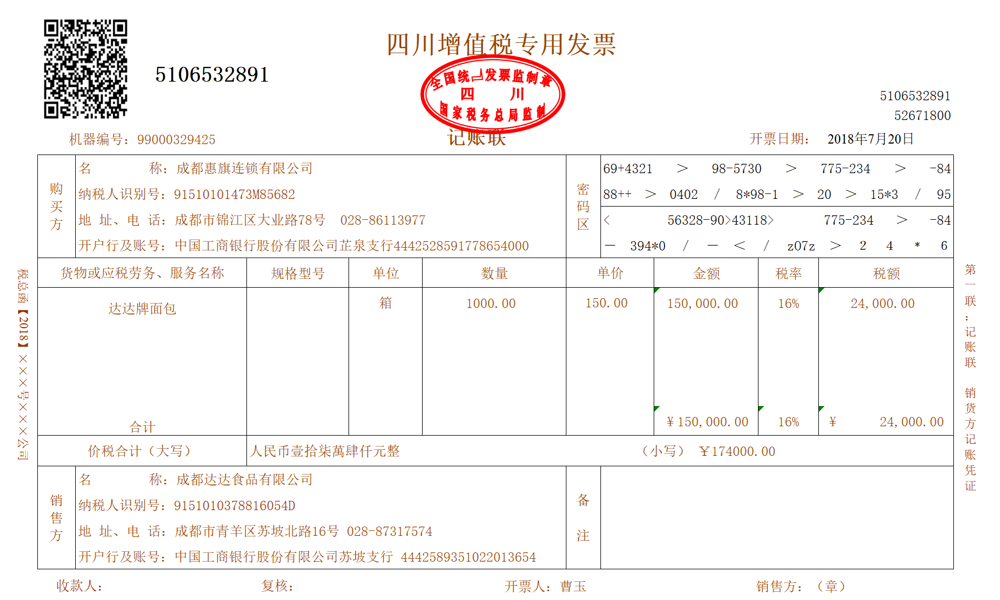 四川增值税专用发票
5106532891
全国统一发票监制章
四 川
国家税务总局监制
5106532891
52671800
机器编号：99000329425
记账联
开票日期： 2018年7月20日
购买方
名 称：成都惠旗连锁有限公司
纳税人识别号：91510101473M85682
地 址、电 话：成都市锦江区大业路78号 028-86113977
开户行及账号：中国工商银行股份有限公司芷泉支行4442528591778654000
密码区
69+4321 ＞ 98-5730 ＞ 775-234 ＞ -84
88++ ＞ 0402 / 8*98-1 ＞ 20 ＞ 15*3 / 95
< 56328-90>43118> 775-234 ＞ -84
－ 394*0 / － ＜ / z07z ＞ 2 4 * 6
货物或应税劳务、服务名称 规格型号 单位 数量 单价 金额 税率 税额
达达牌面包 箱 1000.00 150.00 150,000.00 16% 24,000.00
合计 ¥150,000.00 16% ¥ 24,000.00
价税合计（大写） 人民币壹拾柒萬肆仟元整 （小写） ￥174000.00
销售方
名 称：成都达达食品有限公司
纳税人识别号：9151010378816054D
地 址、电 话：成都市青羊区苏坡北路16号 028-87317574
开户行及账号：中国工商银行股份有限公司苏坡支行 4442589351022013654
备注
收款人： 复核： 开票人：曹玉 销售方：（章）
税总函【2018】×××号×××公司
第一联：记账联 销货方记账凭证